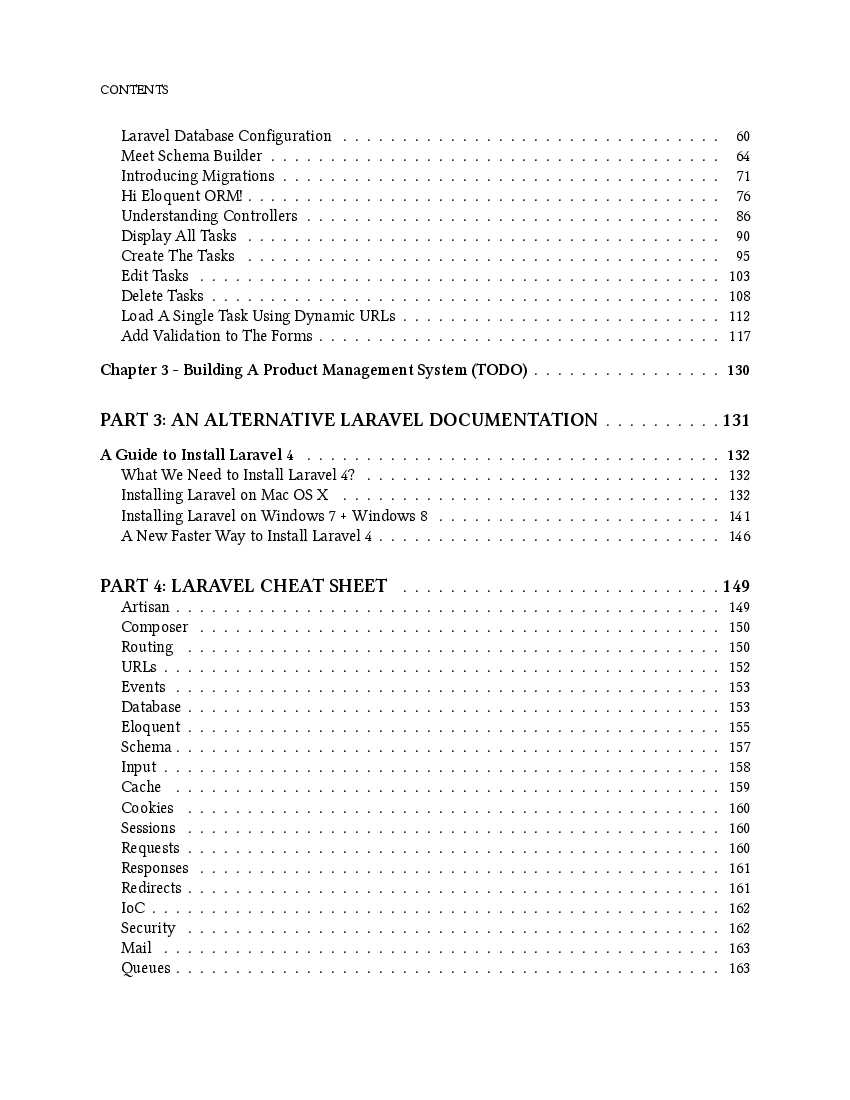 CONTENTS
Laravel Database Configuration . . . . . . . . . . . . . . . . . . . . . . . . . . . . . . . . 60
Meet Schema Builder . . . . . . . . . . . . . . . . . . . . . . . . . . . . . . . . . . . . . . 64
Introducing Migrations . . . . . . . . . . . . . . . . . . . . . . . . . . . . . . . . . . . . . 71
Hi Eloquent ORM! . . . . . . . . . . . . . . . . . . . . . . . . . . . . . . . . . . . . . . . . 76
Understanding Controllers . . . . . . . . . . . . . . . . . . . . . . . . . . . . . . . . . . . 86
Display All Tasks . . . . . . . . . . . . . . . . . . . . . . . . . . . . . . . . . . . . . . . . 90
Create The Tasks . . . . . . . . . . . . . . . . . . . . . . . . . . . . . . . . . . . . . . . . 95
Edit Tasks . . . . . . . . . . . . . . . . . . . . . . . . . . . . . . . . . . . . . . . . . . . . 103
Delete Tasks . . . . . . . . . . . . . . . . . . . . . . . . . . . . . . . . . . . . . . . . . . . 108
Load A Single Task Using Dynamic URLs . . . . . . . . . . . . . . . . . . . . . . . . . . . 112
Add Validation to The Forms . . . . . . . . . . . . . . . . . . . . . . . . . . . . . . . . . . 117
Chapter 3 - Building A Product Management System (TODO) . . . . . . . . . . . . . . . . 130
PART 3: AN ALTERNATIVE LARAVEL DOCUMENTATION . . . . . . . . . . 131
A Guide to Install Laravel 4 . . . . . . . . . . . . . . . . . . . . . . . . . . . . . . . . . . . 132
What We Need to Install Laravel 4? . . . . . . . . . . . . . . . . . . . . . . . . . . . . . . 132
Installing Laravel on Mac OS X . . . . . . . . . . . . . . . . . . . . . . . . . . . . . . . . 132
Installing Laravel on Windows 7 + Windows 8 . . . . . . . . . . . . . . . . . . . . . . . . 141
A New Faster Way to Install Laravel 4 . . . . . . . . . . . . . . . . . . . . . . . . . . . . . 146
PART 4: LARAVEL CHEAT SHEET . . . . . . . . . . . . . . . . . . . . . . . . . . . 149
Artisan . . . . . . . . . . . . . . . . . . . . . . . . . . . . . . . . . . . . . . . . . . . . . . 149
Composer . . . . . . . . . . . . . . . . . . . . . . . . . . . . . . . . . . . . . . . . . . . . 150
Routing . . . . . . . . . . . . . . . . . . . . . . . . . . . . . . . . . . . . . . . . . . . . . 150
URLs . . . . . . . . . . . . . . . . . . . . . . . . . . . . . . . . . . . . . . . . . . . . . . . 152
Events . . . . . . . . . . . . . . . . . . . . . . . . . . . . . . . . . . . . . . . . . . . . . . 153
Database . . . . . . . . . . . . . . . . . . . . . . . . . . . . . . . . . . . . . . . . . . . . . 153
Eloquent . . . . . . . . . . . . . . . . . . . . . . . . . . . . . . . . . . . . . . . . . . . . . 155
Schema . . . . . . . . . . . . . . . . . . . . . . . . . . . . . . . . . . . . . . . . . . . . . . 157
Input . . . . . . . . . . . . . . . . . . . . . . . . . . . . . . . . . . . . . . . . . . . . . . . 158
Cache . . . . . . . . . . . . . . . . . . . . . . . . . . . . . . . . . . . . . . . . . . . . . . 159
Cookies . . . . . . . . . . . . . . . . . . . . . . . . . . . . . . . . . . . . . . . . . . . . . 160
Sessions . . . . . . . . . . . . . . . . . . . . . . . . . . . . . . . . . . . . . . . . . . . . . 160
Requests . . . . . . . . . . . . . . . . . . . . . . . . . . . . . . . . . . . . . . . . . . . . . 160
Responses . . . . . . . . . . . . . . . . . . . . . . . . . . . . . . . . . . . . . . . . . . . . 161
Redirects . . . . . . . . . . . . . . . . . . . . . . . . . . . . . . . . . . . . . . . . . . . . . 161
IoC . . . . . . . . . . . . . . . . . . . . . . . . . . . . . . . . . . . . . . . . . . . . . . . . 162
Security . . . . . . . . . . . . . . . . . . . . . . . . . . . . . . . . . . . . . . . . . . . . . 162
Mail . . . . . . . . . . . . . . . . . . . . . . . . . . . . . . . . . . . . . . . . . . . . . . . 163
Queues . . . . . . . . . . . . . . . . . . . . . . . . . . . . . . . . . . . . . . . . . . . . . . 163